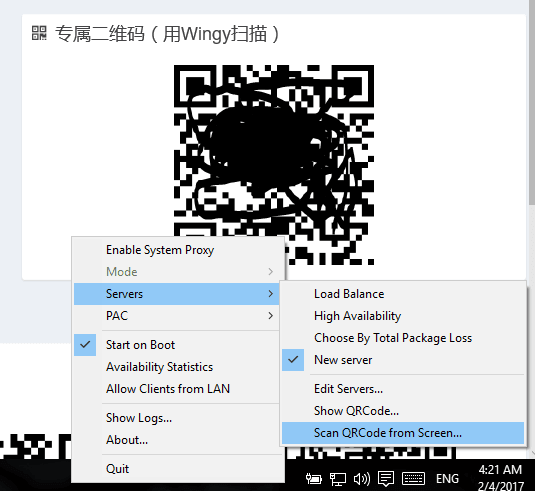 专属二维码（用Wingy扫描）
Enable System Proxy
Mode
Servers
PAC
Start on Boot
Availability Statistics
Allow Clients from LAN
Show Logs...
About...
Quit
Load Balance
High Availability
Choose By Total Package Loss
New server
Edit Servers...
Show QRCode...
Scan QRCode from Screen...
ENG
4:21 AM
2/4/2017